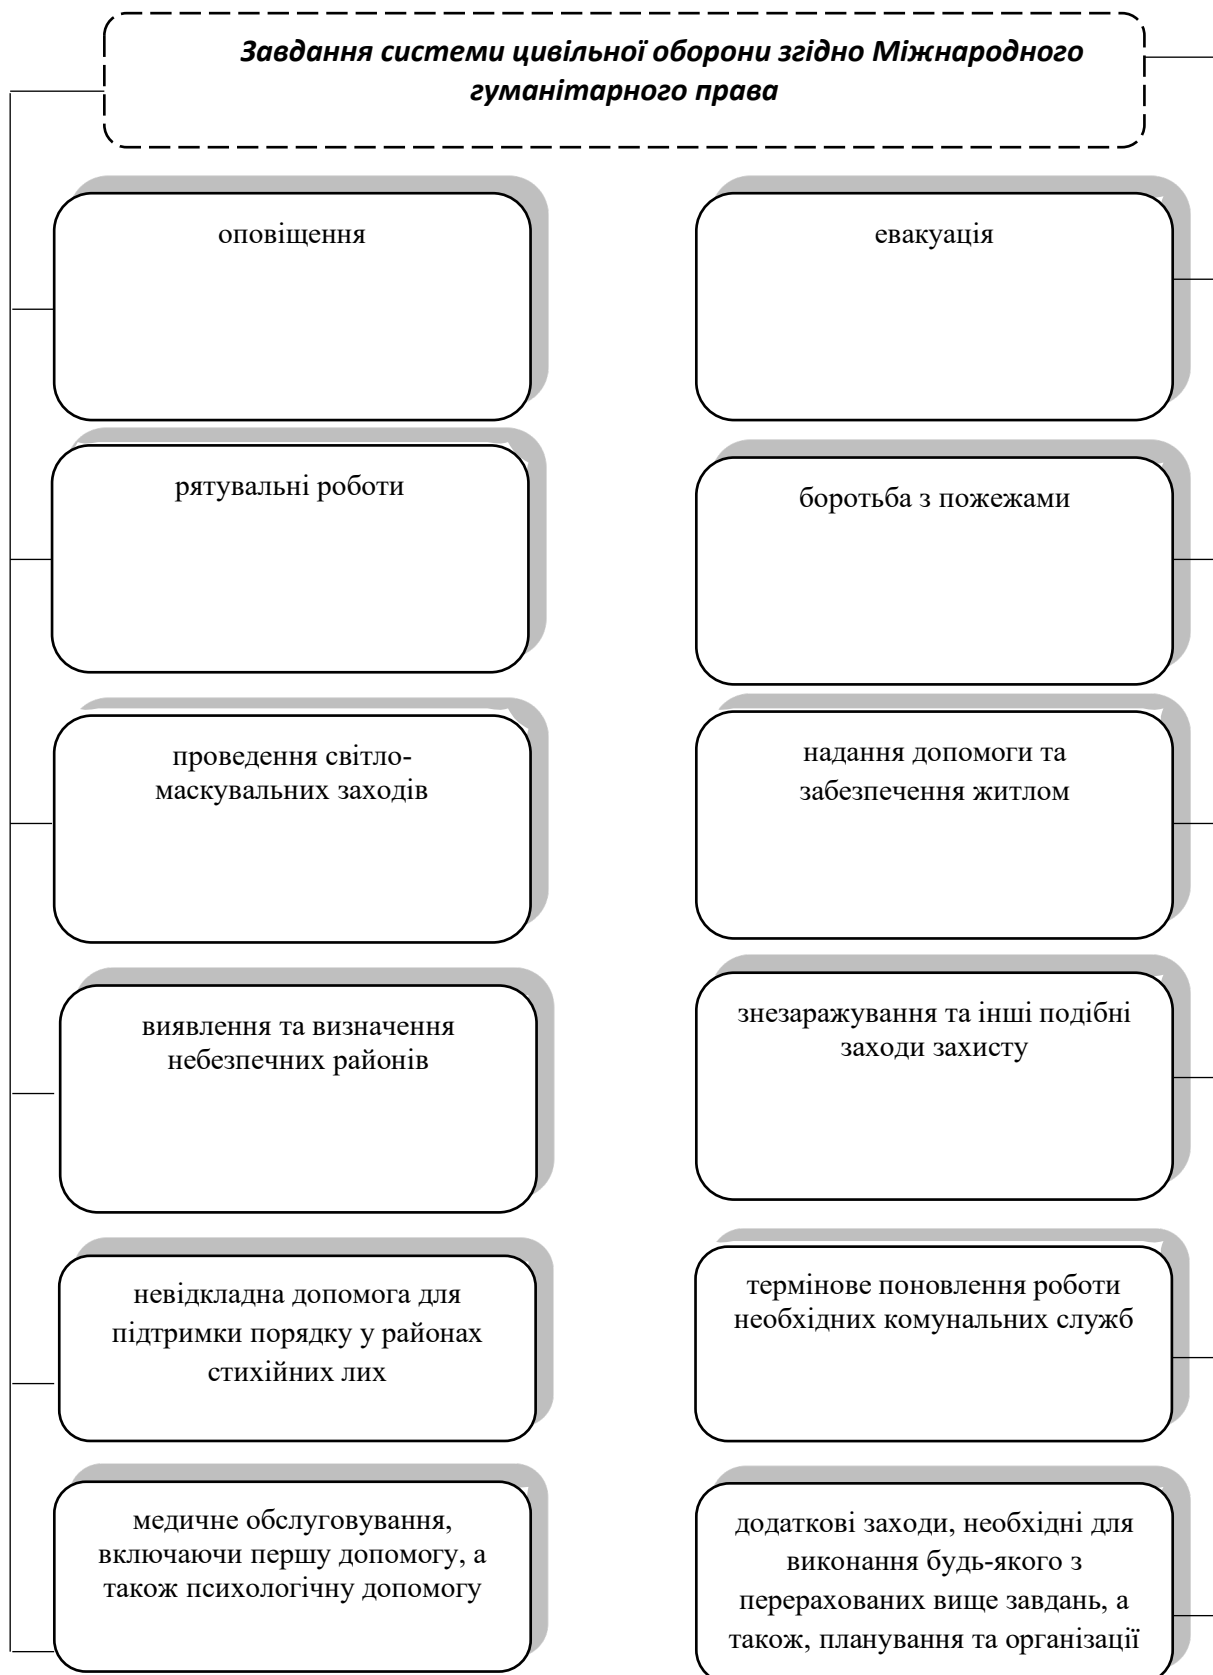 Завдання системи цивільної оборони згідно Міжнародного
гуманітарного права
оповіщення
евакуація
рятувальні роботи
боротьба з пожежами
проведення світло-
маскувальних заходів
надання допомоги та
забезпечення житлом
виявлення та визначення
небезпечних районів
знезаражування та інші подібні
заходи захисту
невідкладна допомога для
підтримки порядку у районах
стихійних лих
термінове поновлення роботи
необхідних комунальних служб
медичне обслуговування,
включаючи першу допомогу, а
також психологічну допомогу
додаткові заходи, необхідні для
виконання будь-якого з
перерахованих вище завдань, а
також, планування та організації